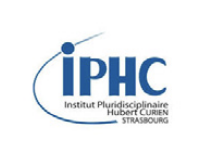 iPHC
Institut Pluridisciplinaire
Hubert CURIEN
STRASBOURG